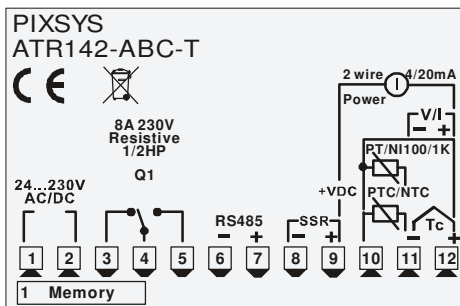 PIXSYS
ATR142-ABC-T
CE
2 wire 4/20mA
Power
V/I
− +
8A 230V
Resistive
1/2HP
Q1
PT/NI100/1K
24...230V
AC/DC
+VDC PTC/NTC
RS485
− +
SSR
−
− Tc +
1 2 3 4 5 6 7 8 9 10 11 12
1 Memory